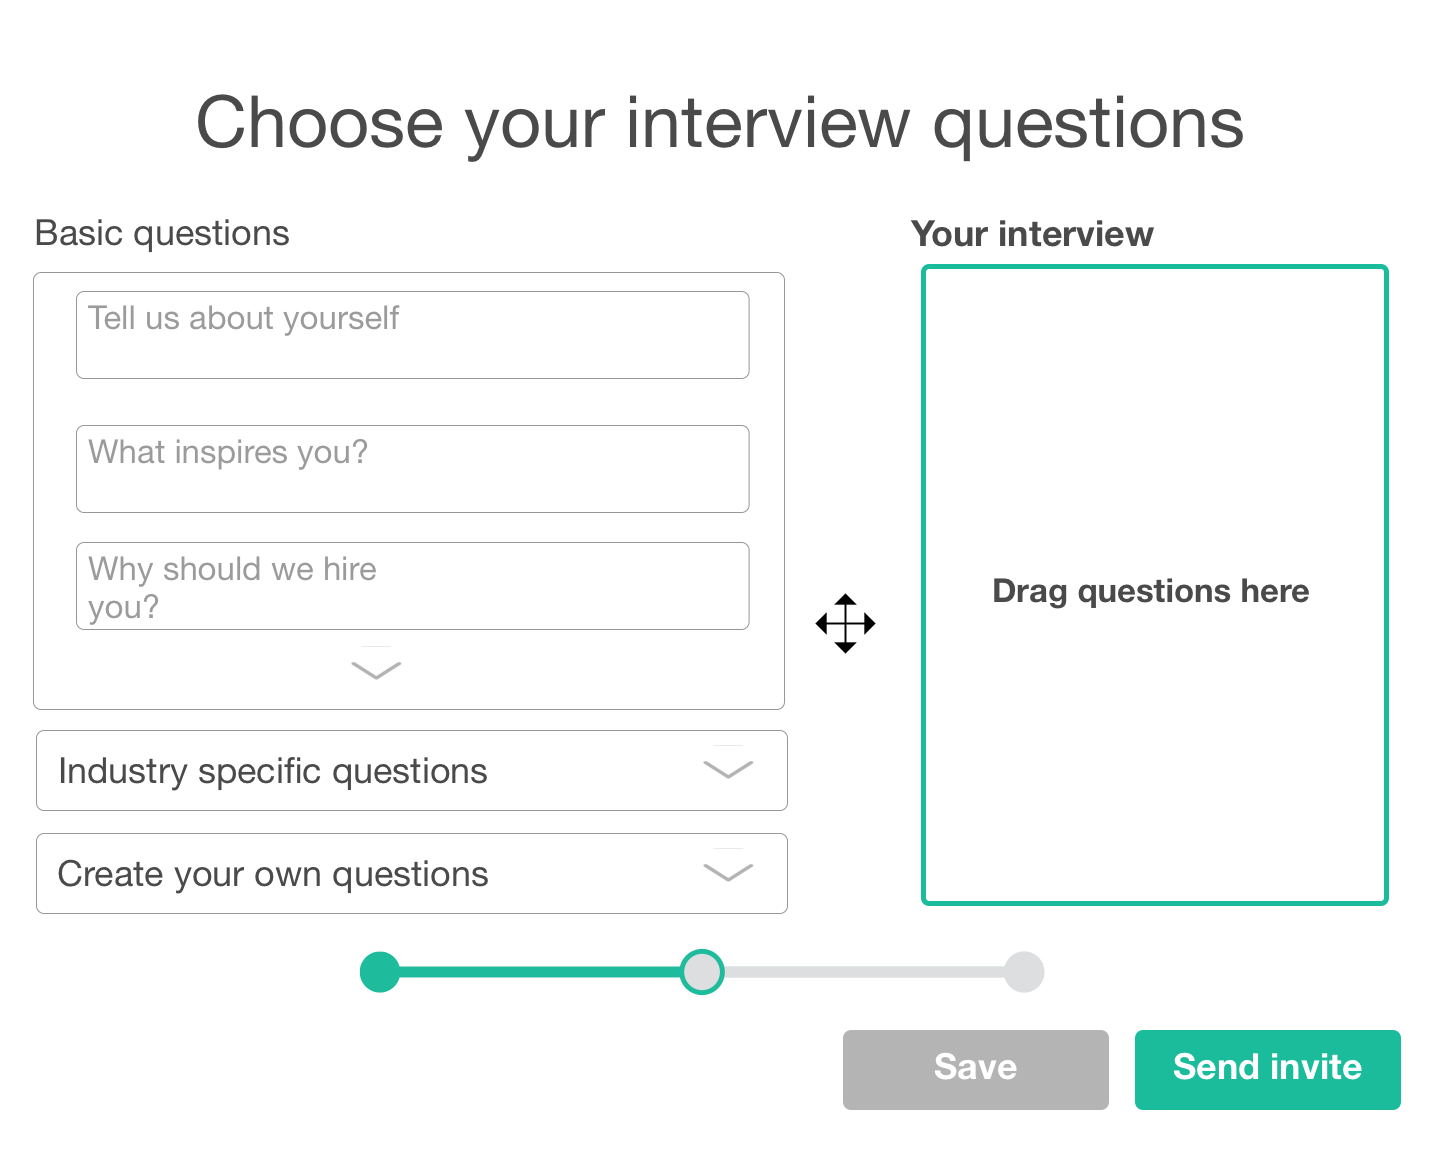 Choose your interview questions
Basic questions
Tell us about yourself
What inspires you?
Why should we hire
you?
Industry specific questions
Create your own questions
Your interview
Drag questions here
Save
Send invite